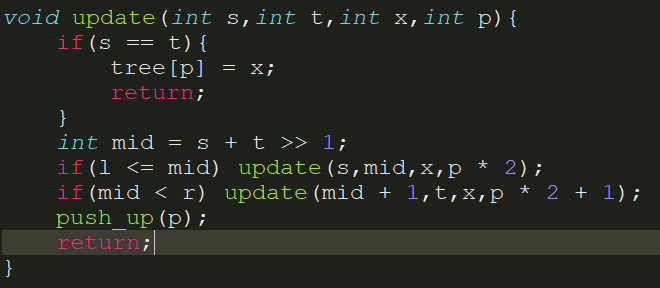 void update(int s,int t,int x,int p){
    if(s == t){
        tree[p] = x;
        return;
    }
    int mid = s + t >> 1;
    if(l <= mid) update(s,mid,x,p * 2);
    if(mid < r) update(mid + 1,t,x,p * 2 + 1);
    push_up(p);
    return;
}